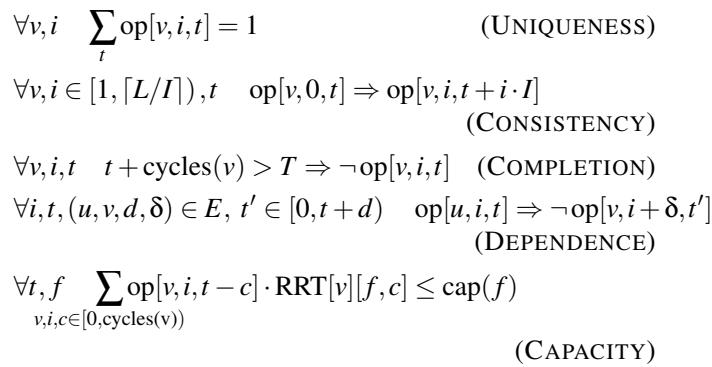 ∀v,i ∑_t op[v,i,t] = 1 (UNIQUENESS)
∀v,i ∈ [1,⌈L/I⌉),t op[v,0,t] ⇒ op[v,i,t+i·I]
(CONSISTENCY)
∀v,i,t t+cycles(v) > T ⇒ ¬op[v,i,t] (COMPLETION)
∀i,t,(u,v,d,δ) ∈ E, t′ ∈ [0,t+d) op[u,i,t] ⇒ ¬op[v,i+δ,t′]
(DEPENDENCE)
∀t,f ∑_{v,i,c∈[0,cycles(v))} op[v,i,t−c]·RRT[v][f,c] ≤ cap(f)
(CAPACITY)